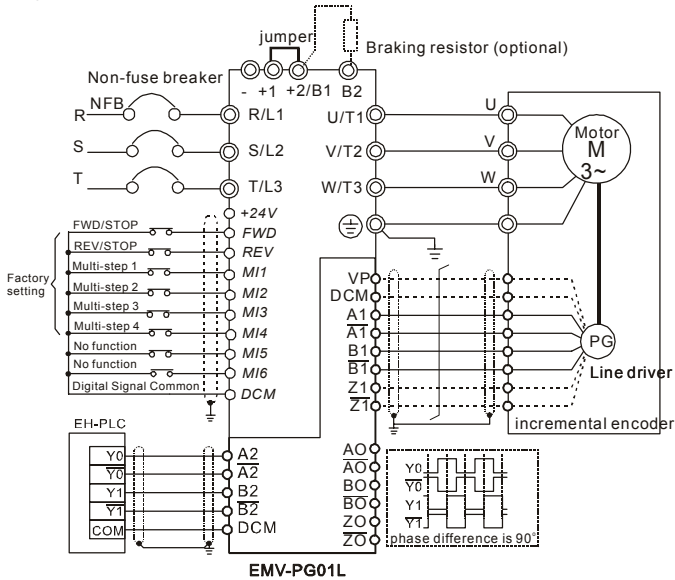 jumper
Braking resistor (optional)
Non-fuse breaker
- +1 +2/B1 B2
NFB
R R/L1 U/T1 U
S S/L2 V/T2 V
T T/L3 W/T3 W
Motor
M
3~
+24V
FWD/STOP FWD
REV/STOP REV
Multi-step 1 MI1
Multi-step 2 MI2
Multi-step 3 MI3
Multi-step 4 MI4
No function MI5
No function MI6
Digital Signal Common DCM
Factory
setting
VP
DCM
A1
A1
B1
B1
Z1
Z1
PG
Line driver
incremental encoder
EH-PLC
Y0 A2
Y0 A2
Y1 B2
Y1 B2
COM DCM
AO
AO
BO
BO
ZO
ZO
Y0
Y0
Y1
Y1
phase difference is 90°
EMV-PG01L